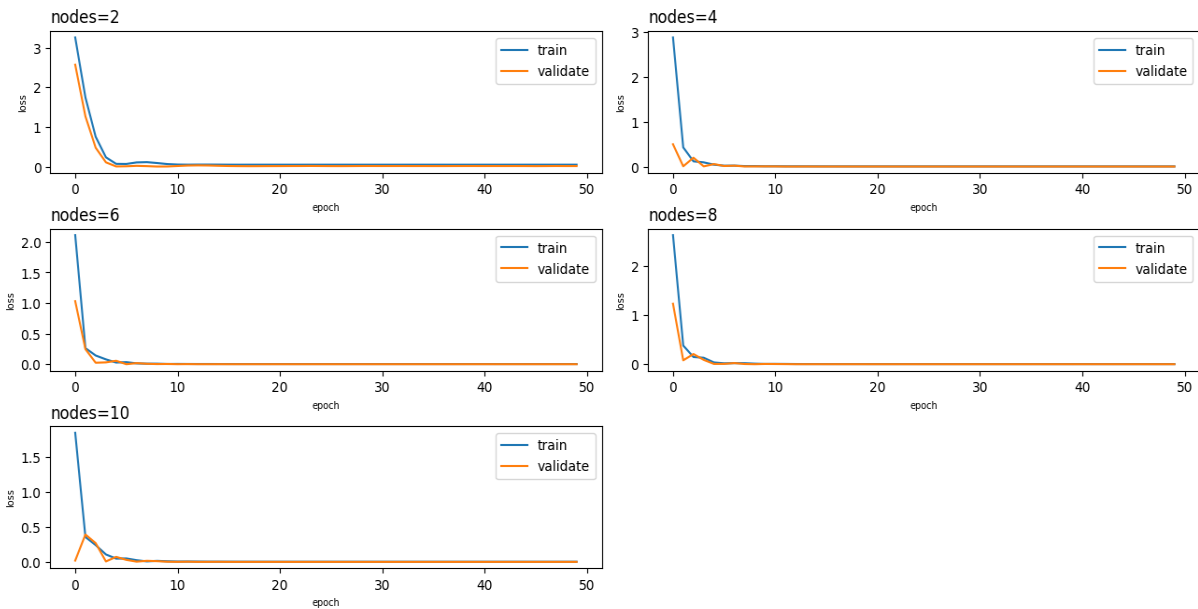 nodes=2
3
2
1
0
loss
train
validate
0 10 20 30 40 50
epoch
nodes=4
3
2
1
0
loss
train
validate
0 10 20 30 40 50
epoch
nodes=6
2.0
1.5
1.0
0.5
0.0
loss
train
validate
0 10 20 30 40 50
epoch
nodes=8
2
1
0
loss
train
validate
0 10 20 30 40 50
epoch
nodes=10
1.5
1.0
0.5
0.0
loss
train
validate
0 10 20 30 40 50
epoch